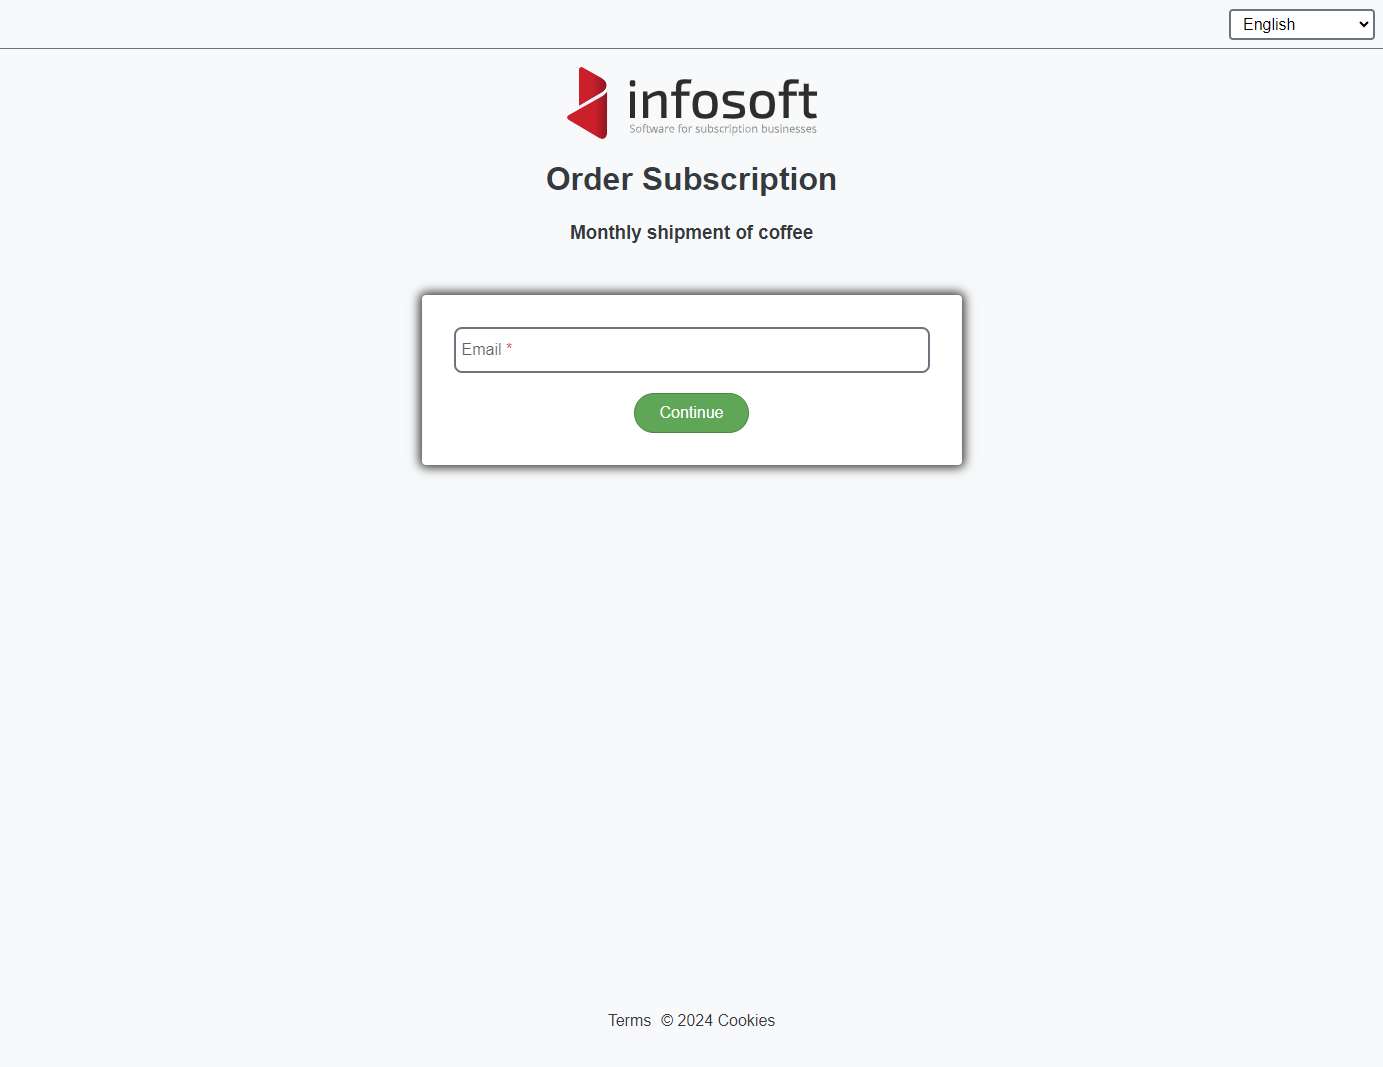 English
infosoft
Software for subscription businesses
Order Subscription
Monthly shipment of coffee
Email *
Continue
Terms © 2024 Cookies